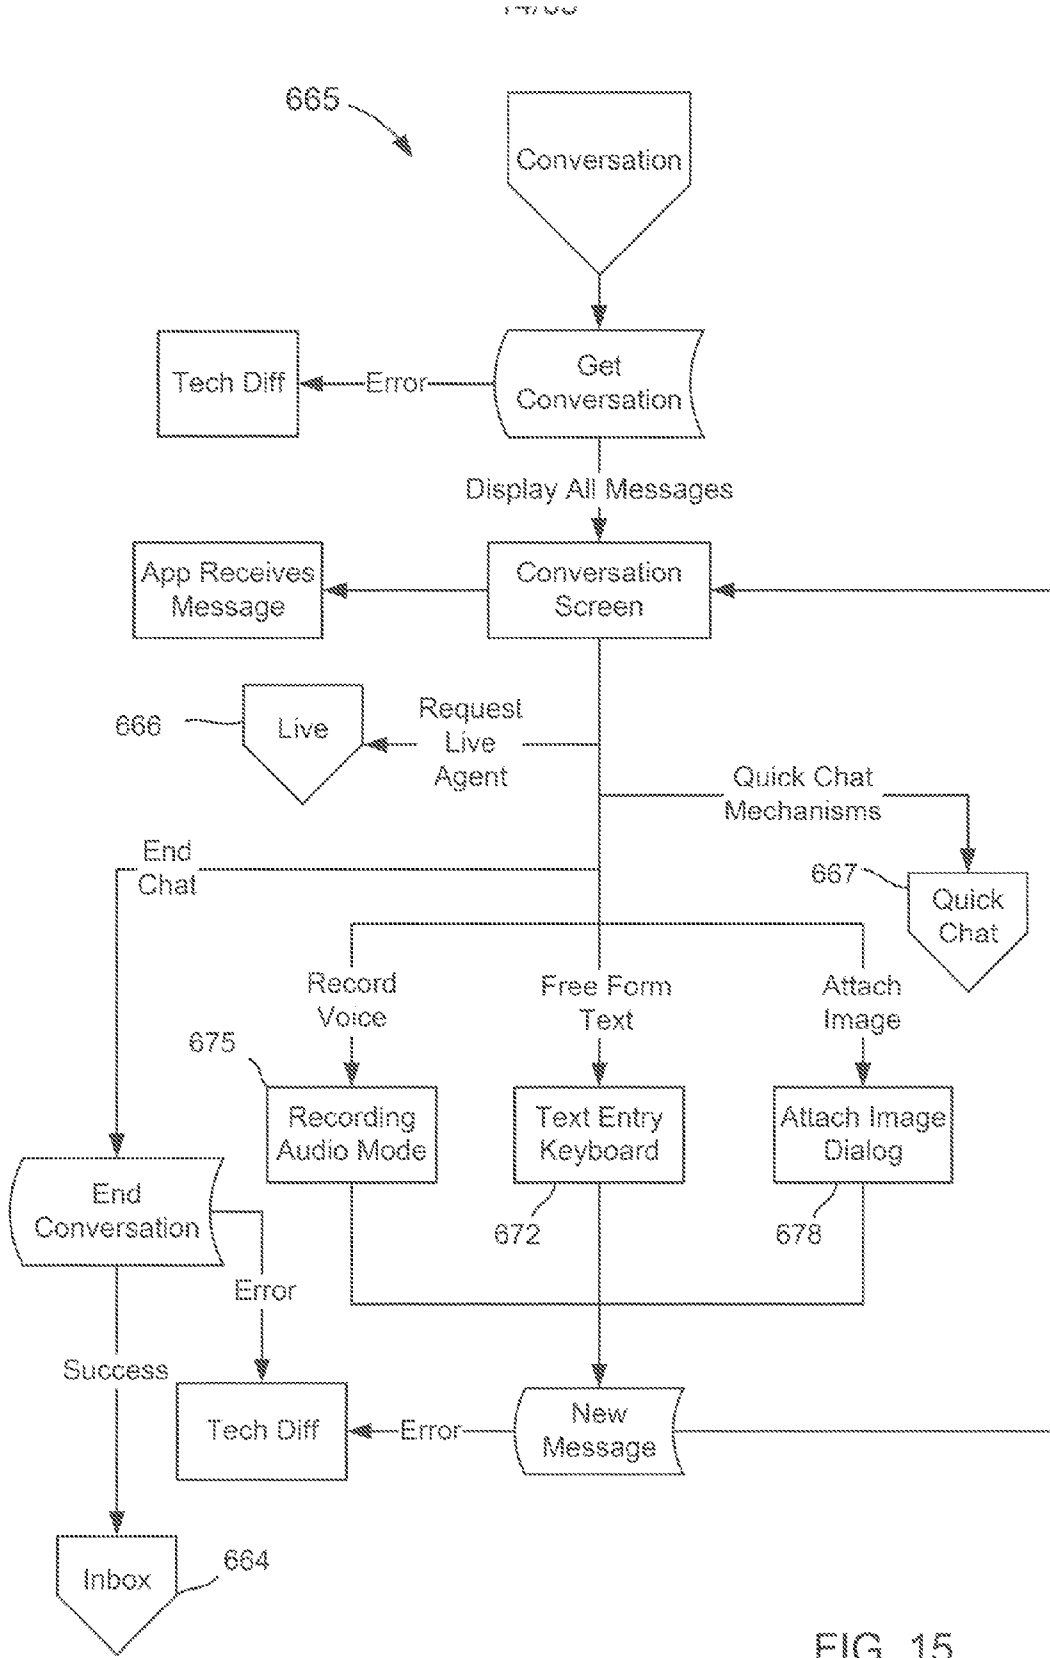 665
Conversation
Get
Conversation
Error
Tech Diff
Display All Messages
App Receives
Message
Conversation
Screen
666
Live
Request
Live
Agent
Quick Chat
Mechanisms
End
Chat
667
Quick
Chat
Record
Voice
Free Form
Text
Attach
Image
675
Recording
Audio Mode
Text Entry
Keyboard
Attach Image
Dialog
672
678
End
Conversation
Error
Success
Tech Diff
Error
New
Message
Inbox
664
FIG. 15